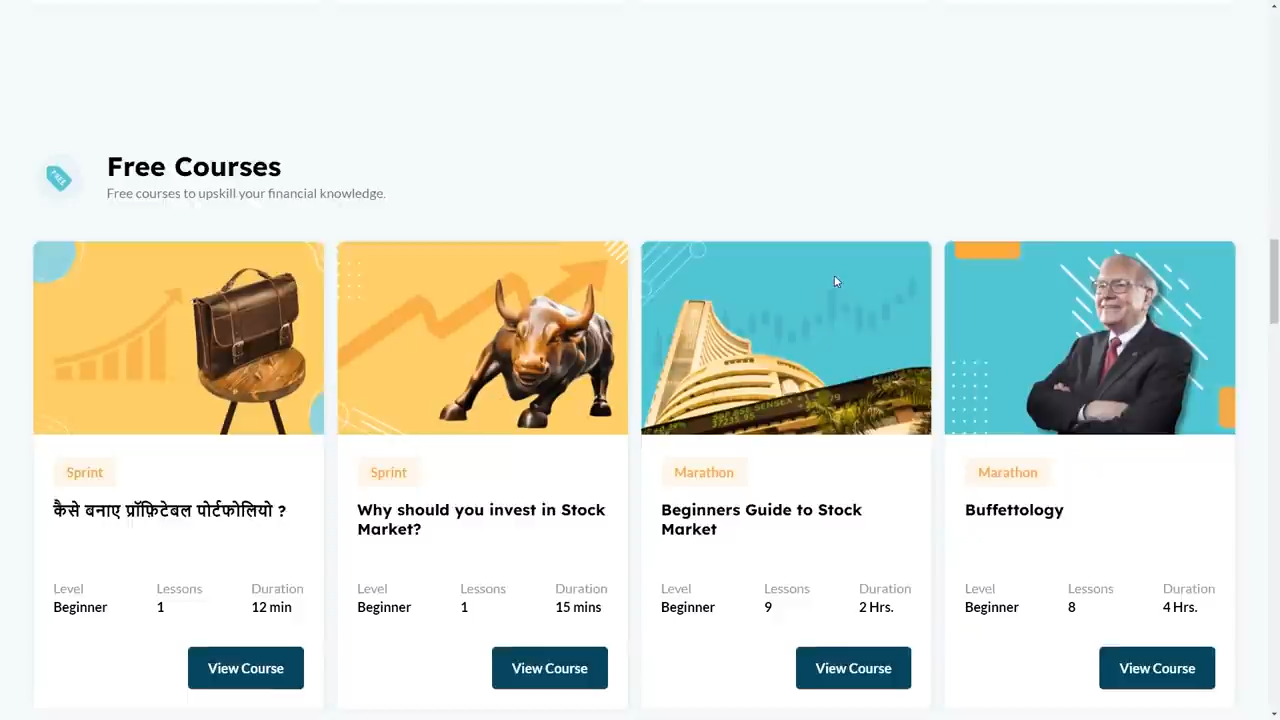 FREE
Free Courses
Free courses to upskill your financial knowledge.
Sprint
कैसे बनाए प्रॉफ़िटेबल पोर्टफोलियो ?
Level
Lessons
Duration
Beginner
1
12 min
View Course
Sprint
Why should you invest in Stock
Market?
Level
Lessons
Duration
Beginner
1
15 mins
View Course
Marathon
Beginners Guide to Stock
Market
Level
Lessons
Duration
Beginner
9
2 Hrs.
View Course
Marathon
Buffettology
Level
Lessons
Duration
Beginner
8
4 Hrs.
View Course